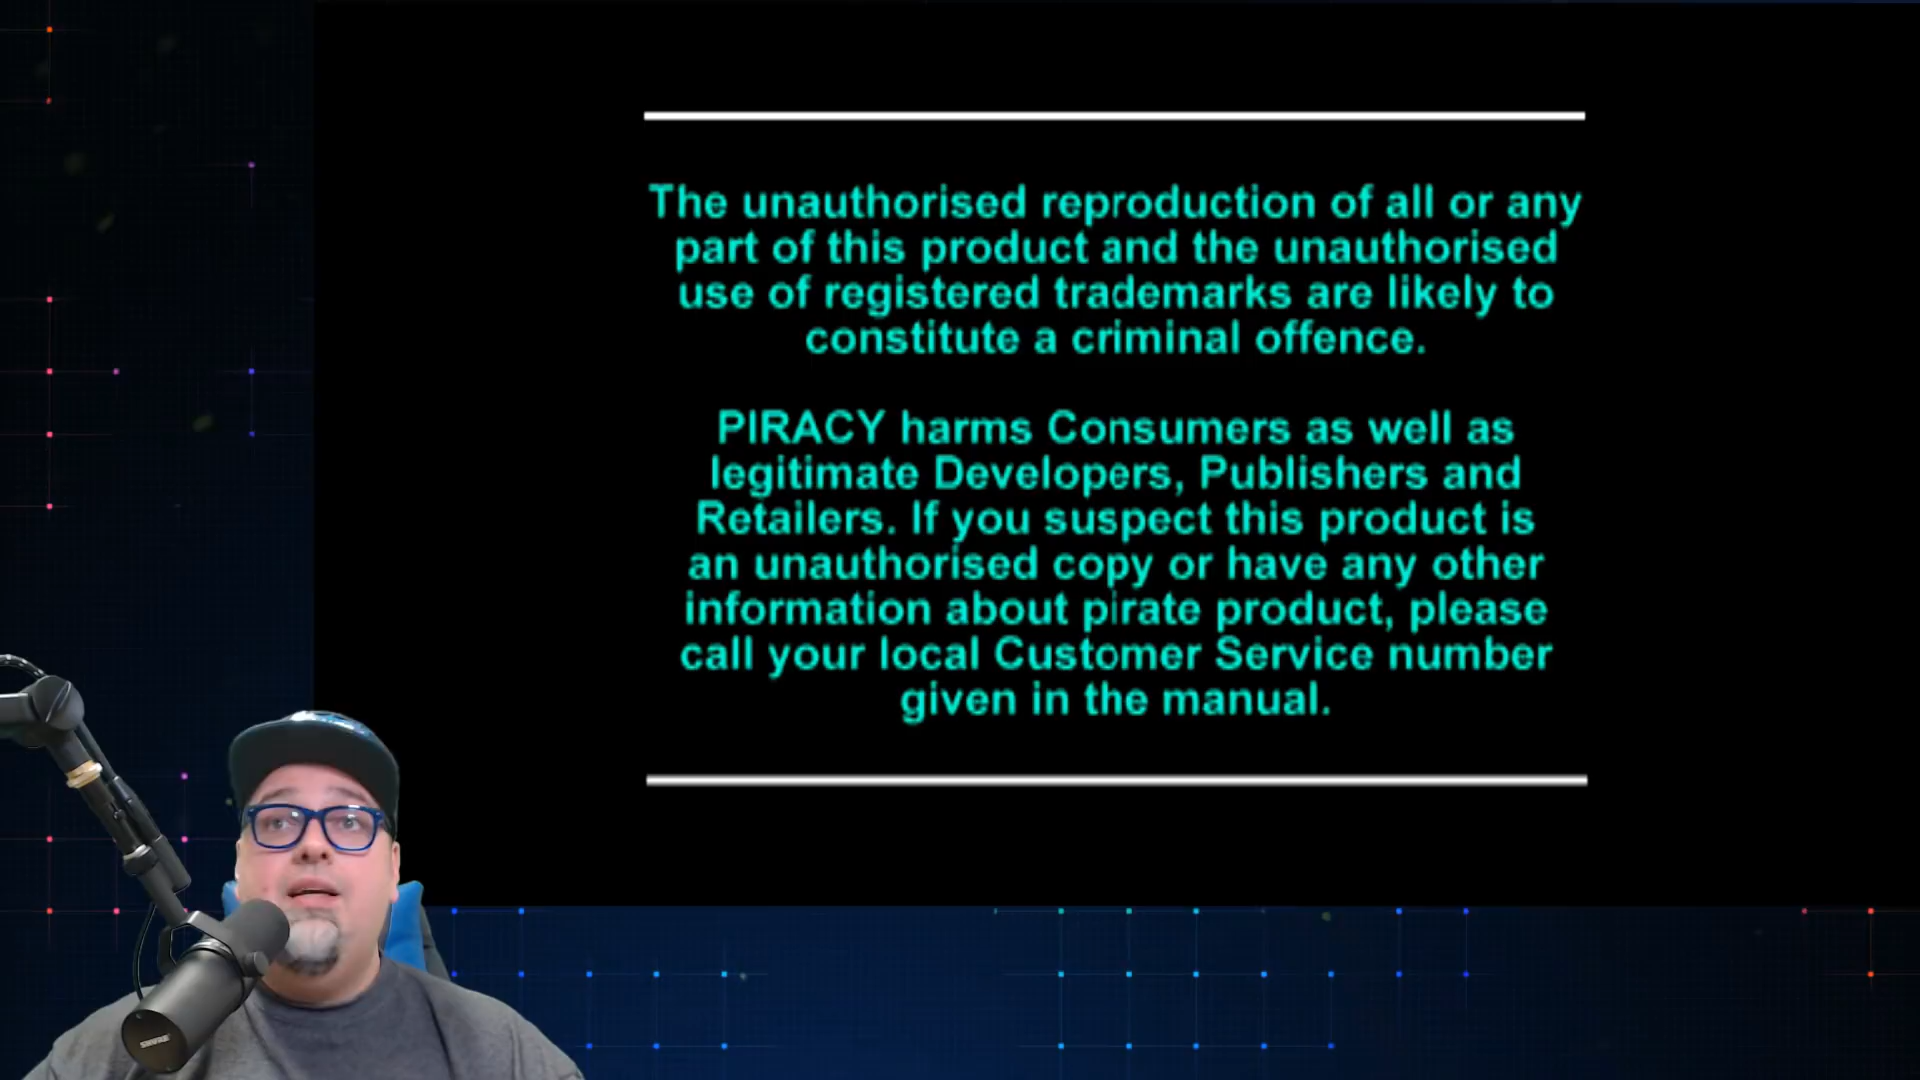 The unauthorised reproduction of all or any
part of this product and the unauthorised
use of registered trademarks are likely to
constitute a criminal offence.
PIRACY harms Consumers as well as
legitimate Developers, Publishers and
Retailers. If you suspect this product is
an unauthorised copy or have any other
information about pirate product, please
call your local Customer Service number
given in the manual.
SHURE